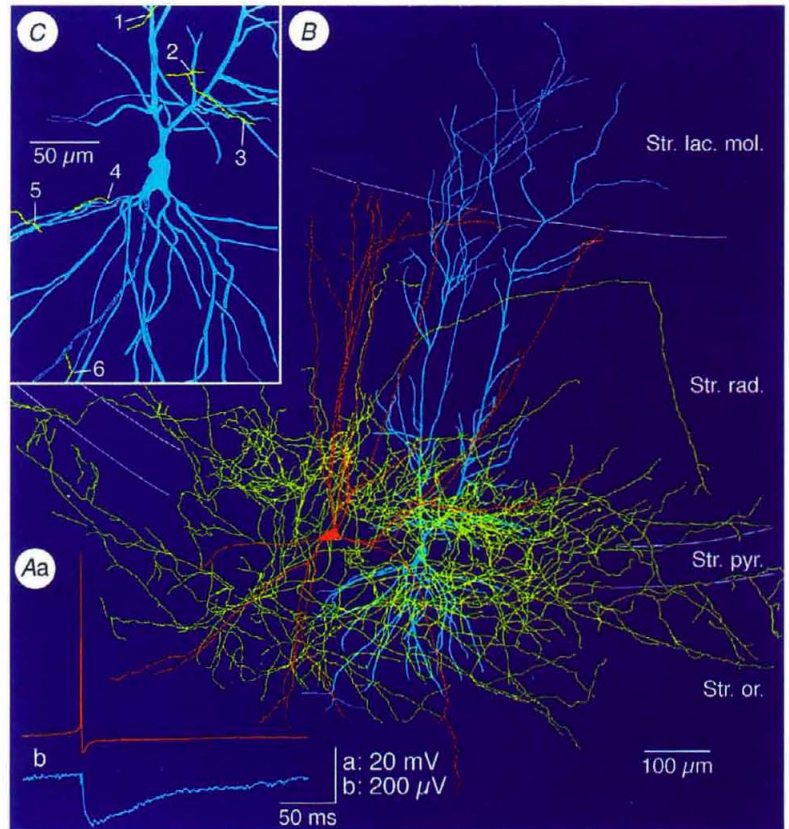 C
1
2
3
50 μm
4
5
6
B
Str. lac. mol.
Str. rad.
Str. pyr.
Str. or.
100 μm
Aa
b
a: 20 mV
b: 200 μV
50 ms